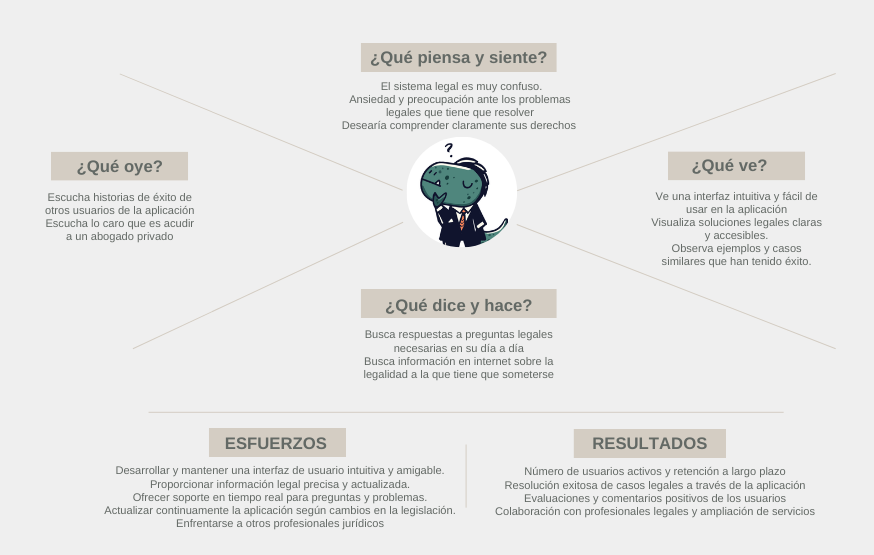 ¿Qué piensa y siente?
El sistema legal es muy confuso.
Ansiedad y preocupación ante los problemas
legales que tiene que resolver
Desearía comprender claramente sus derechos
?
¿Qué oye?
Escucha historias de éxito de
otros usuarios de la aplicación
Escucha lo caro que es acudir
a un abogado privado
¿Qué ve?
Ve una interfaz intuitiva y fácil de
usar en la aplicación
Visualiza soluciones legales claras
y accesibles.
Observa ejemplos y casos
similares que han tenido éxito.
¿Qué dice y hace?
Busca respuestas a preguntas legales
necesarias en su día a día
Busca información en internet sobre la
legalidad a la que tiene que someterse
ESFUERZOS
Desarrollar y mantener una interfaz de usuario intuitiva y amigable.
Proporcionar información legal precisa y actualizada.
Ofrecer soporte en tiempo real para preguntas y problemas.
Actualizar continuamente la aplicación según cambios en la legislación.
Enfrentarse a otros profesionales jurídicos
RESULTADOS
Número de usuarios activos y retención a largo plazo
Resolución exitosa de casos legales a través de la aplicación
Evaluaciones y comentarios positivos de los usuarios
Colaboración con profesionales legales y ampliación de servicios